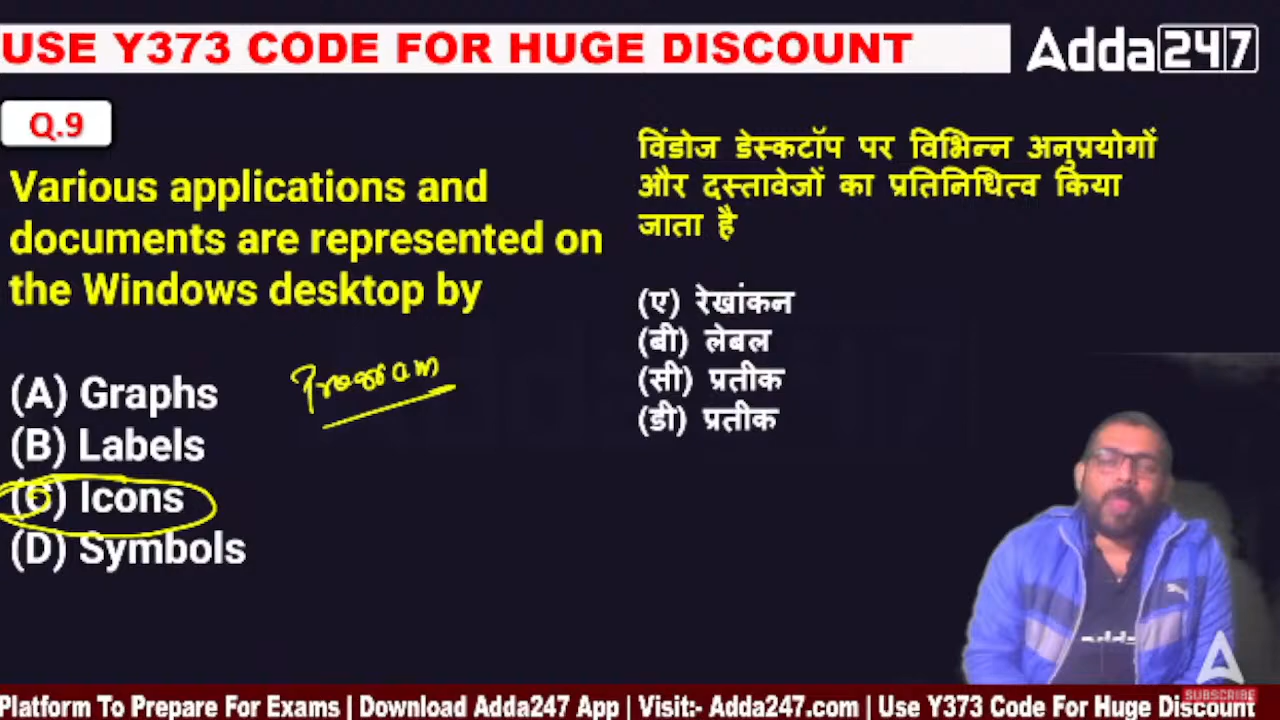 USE Y373 CODE FOR HUGE DISCOUNT
Adda247
Q.9
Various applications and
documents are represented on
the Windows desktop by
(A) Graphs
(B) Labels
(C) Icons
(D) Symbols
Program
विंडोज डेस्कटॉप पर विभिन्न अनुप्रयोगों
और दस्तावेजों का प्रतिनिधित्व किया
जाता है
(ए) रेखांकन
(बी) लेबल
(सी) प्रतीक
(डी) प्रतीक
SUBSCRIBE
Platform To Prepare For Exams | Download Adda247 App | Visit:- Adda247.com | Use Y373 Code For Huge Discount